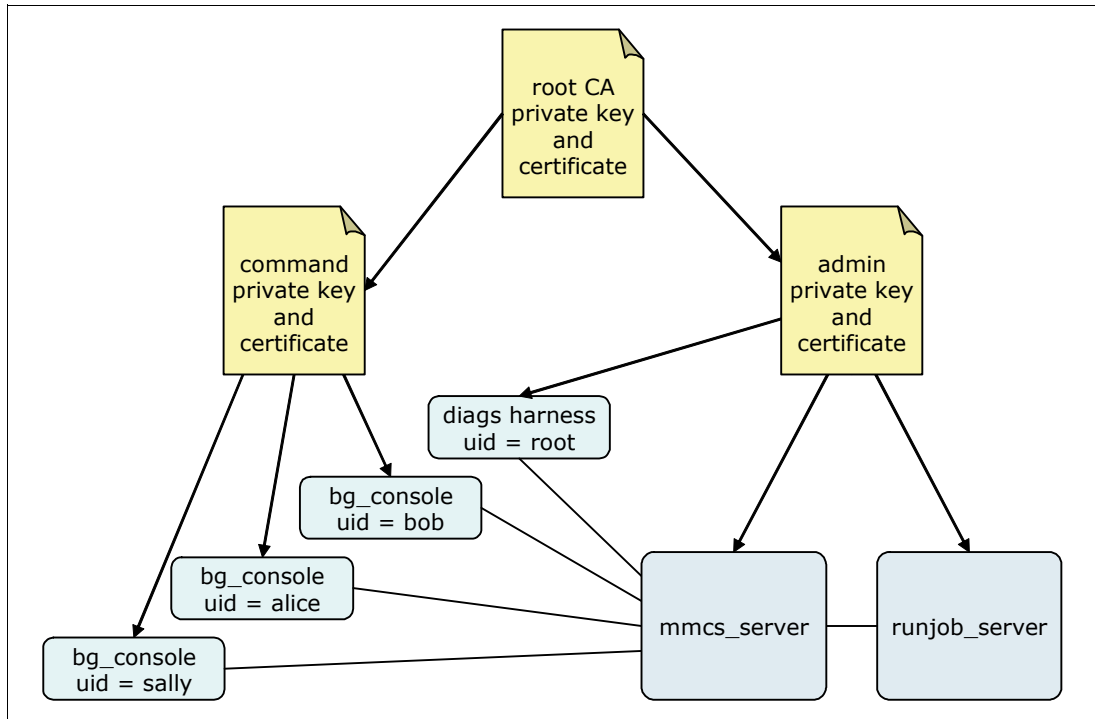 root CA
private key
and
certificate
command
private key
and
certificate
admin
private key
and
certificate
diags harness
uid = root
bg_console
uid = bob
bg_console
uid = alice
bg_console
uid = sally
mmcs_server
runjob_server